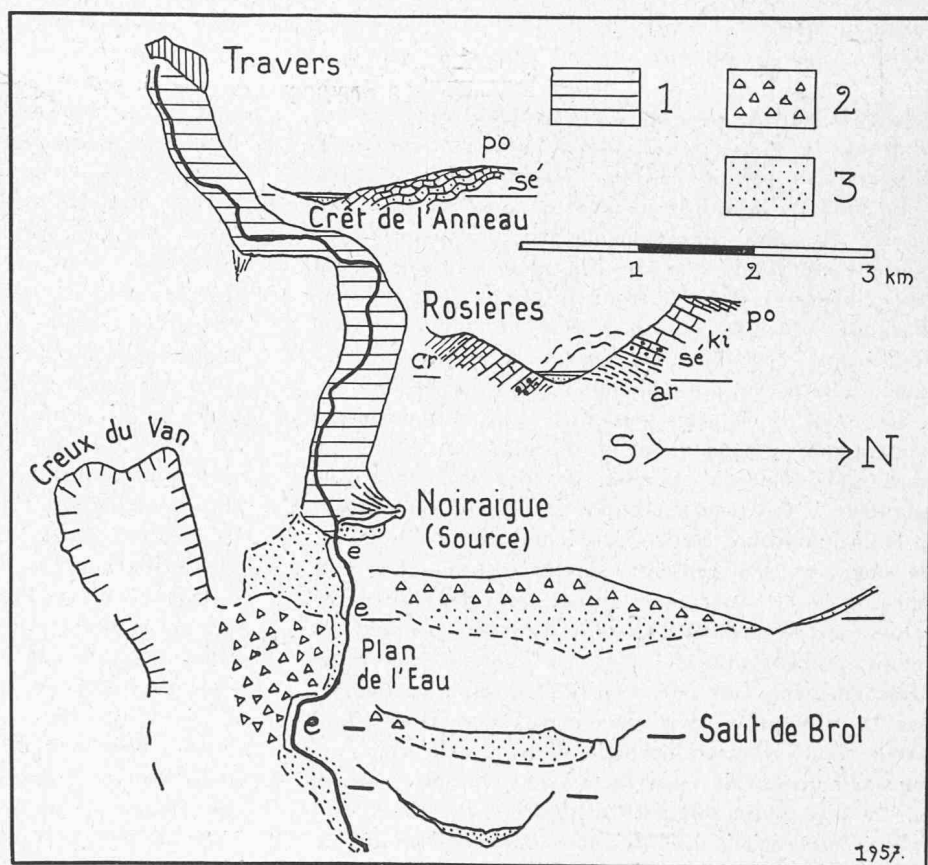 Travers
1
2
po
sé
3
Crêt de l'Anneau
1
2
3 km
Rosières
po
ki
cr
sé
ar
S
N
Creux du Van
Noiraigue
(Source)
e
e
Plan
de l'Eau
e
Saut de Brot
1957.